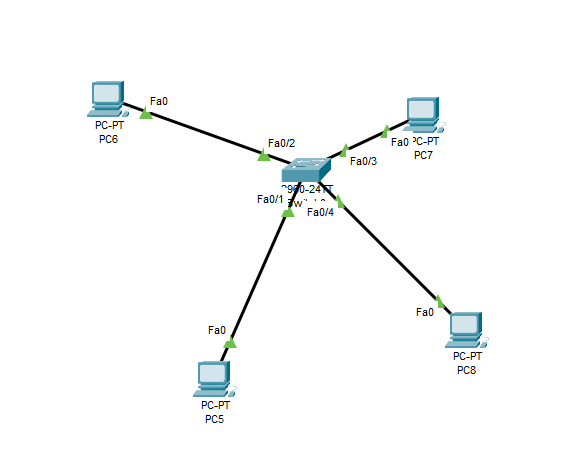 Fa0
PC-PT
PC6
Fa0/2
Fa0
PC-PT
PC7
Fa0/3
Fa0/1
Fa0/4
Fa0
PC-PT
PC5
Fa0
PC-PT
PC8